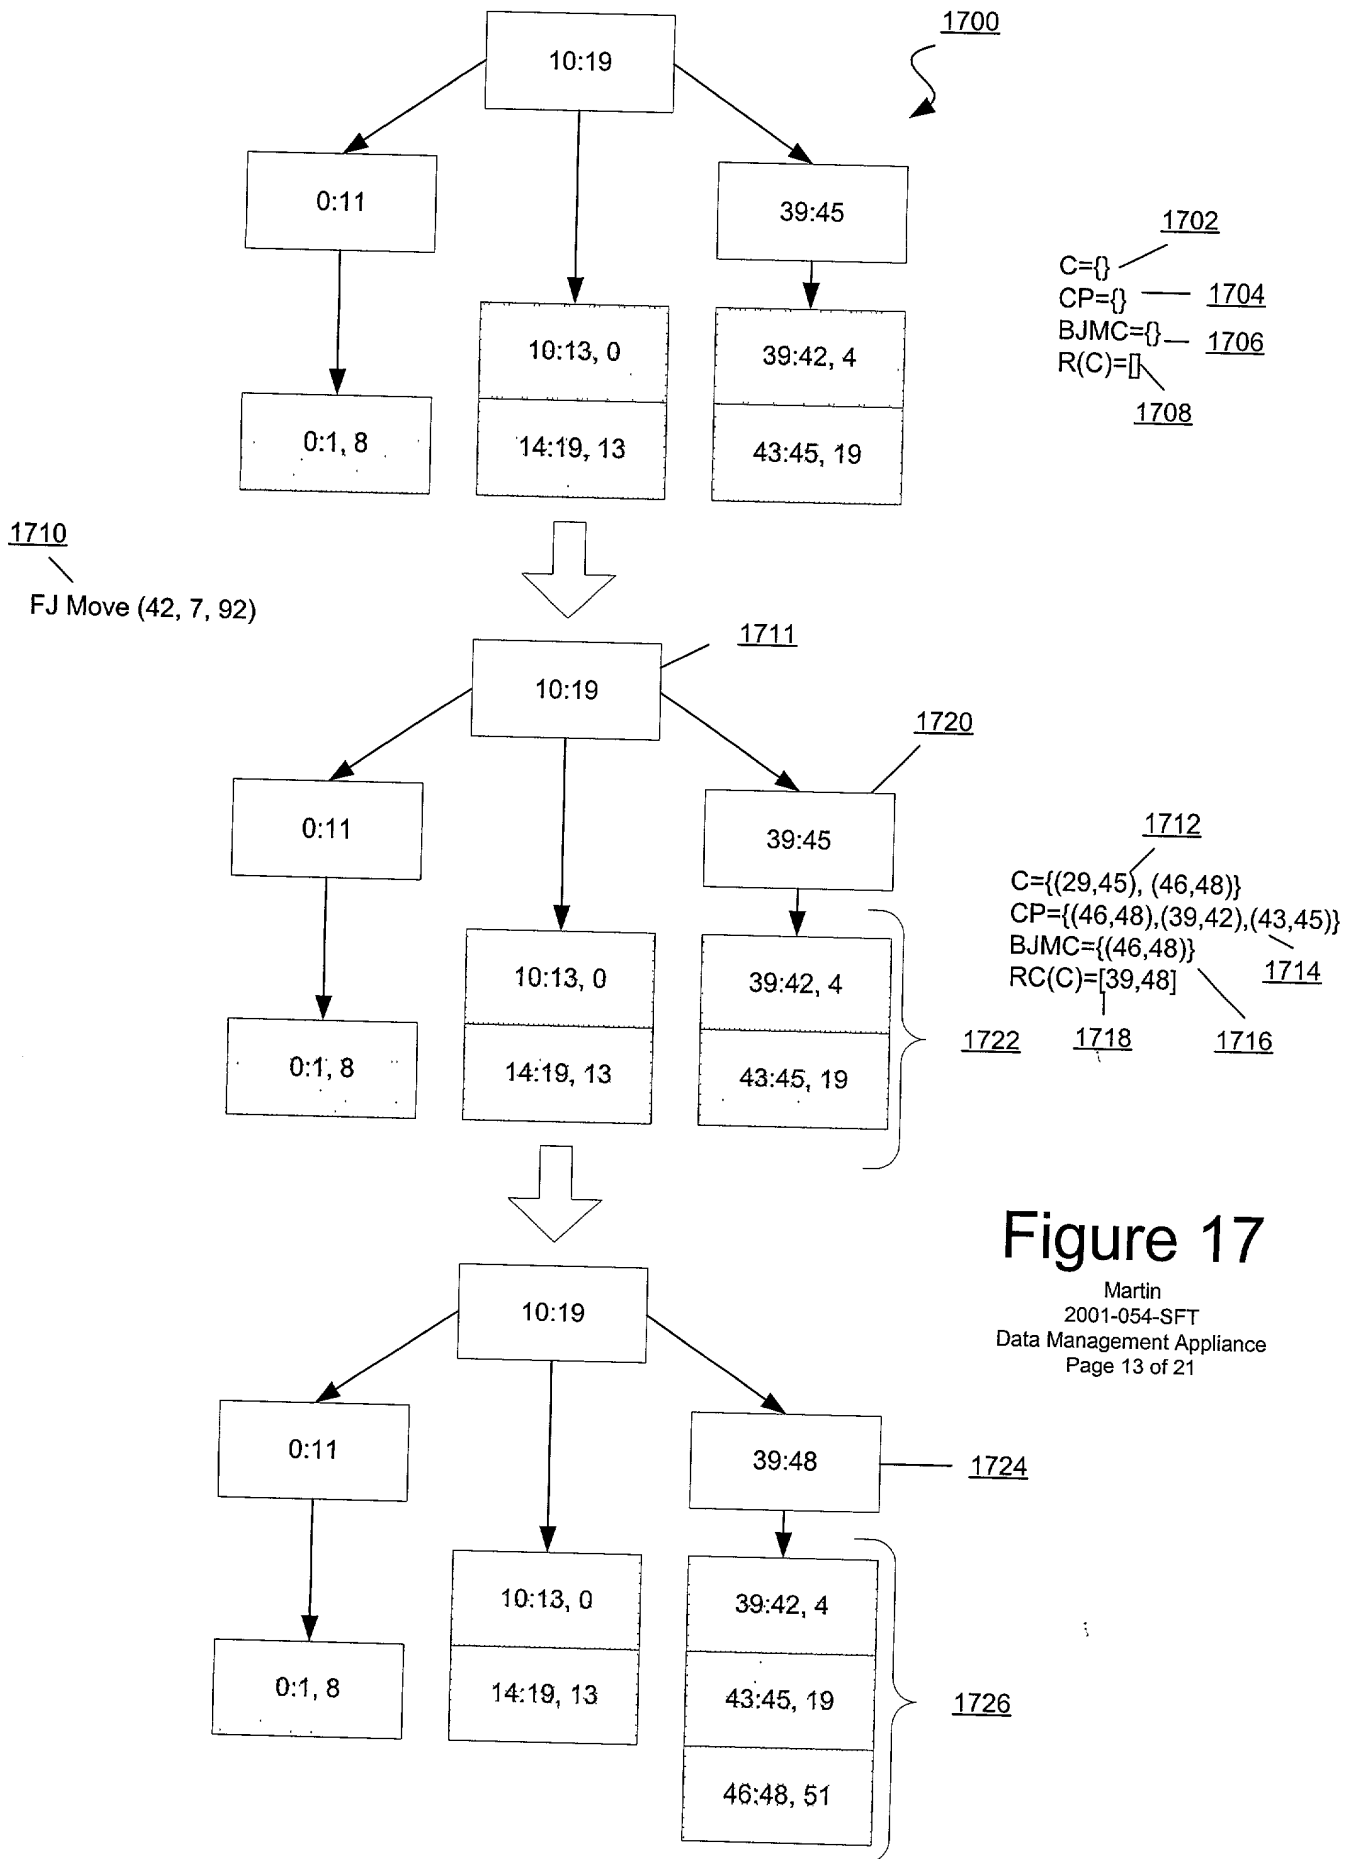 1700
10:19
0:11
39:45
1702
C={}
CP={}
1704
BJMC={}
1706
R(C)=[]
1708
10:13, 0
39:42, 4
0:1, 8
14:19, 13
43:45, 19
1710
FJ Move (42, 7, 92)
1711
10:19
1720
0:11
39:45
1712
C={(29,45), (46,48)}
CP={(46,48),(39,42),(43,45)}
BJMC={(46,48)}
1714
RC(C)=[39,48]
1722
1718
1716
10:13, 0
39:42, 4
0:1, 8
14:19, 13
43:45, 19
Figure 17
Martin
2001-054-SFT
Data Management Appliance
Page 13 of 21
10:19
0:11
39:48
1724
10:13, 0
39:42, 4
0:1, 8
14:19, 13
43:45, 19
1726
46:48, 51